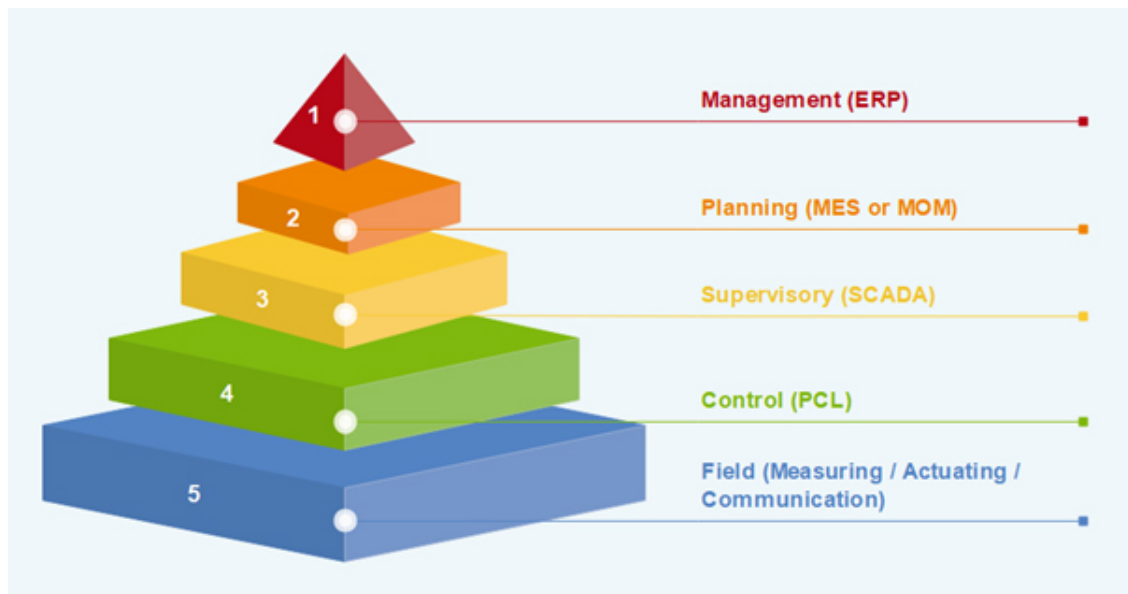 1
Management (ERP)
2
Planning (MES or MOM)
3
Supervisory (SCADA)
4
Control (PCL)
5
Field (Measuring / Actuating /
Communication)